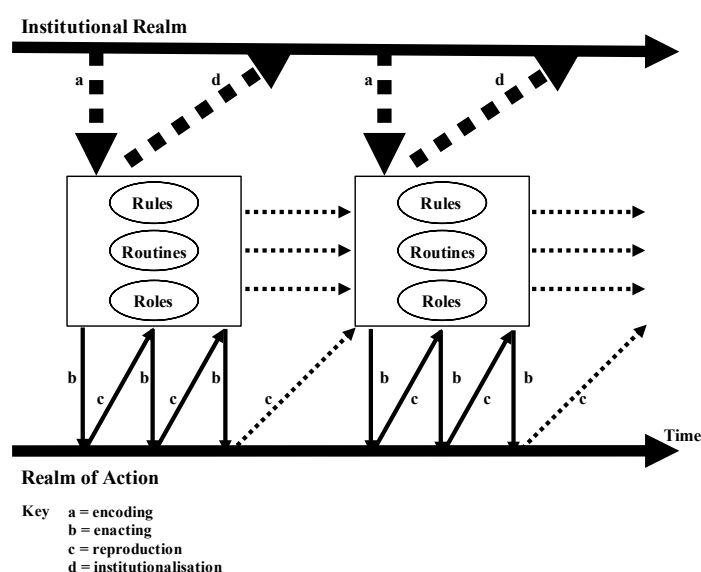 Institutional Realm
a
d
a
d
Rules
Rules
Routines
Routines
Roles
Roles
b
b
b
b
b
b
c
c
c
c
c
c
Time
Realm of Action
Key a = encoding
b = enacting
c = reproduction
d = institutionalisation